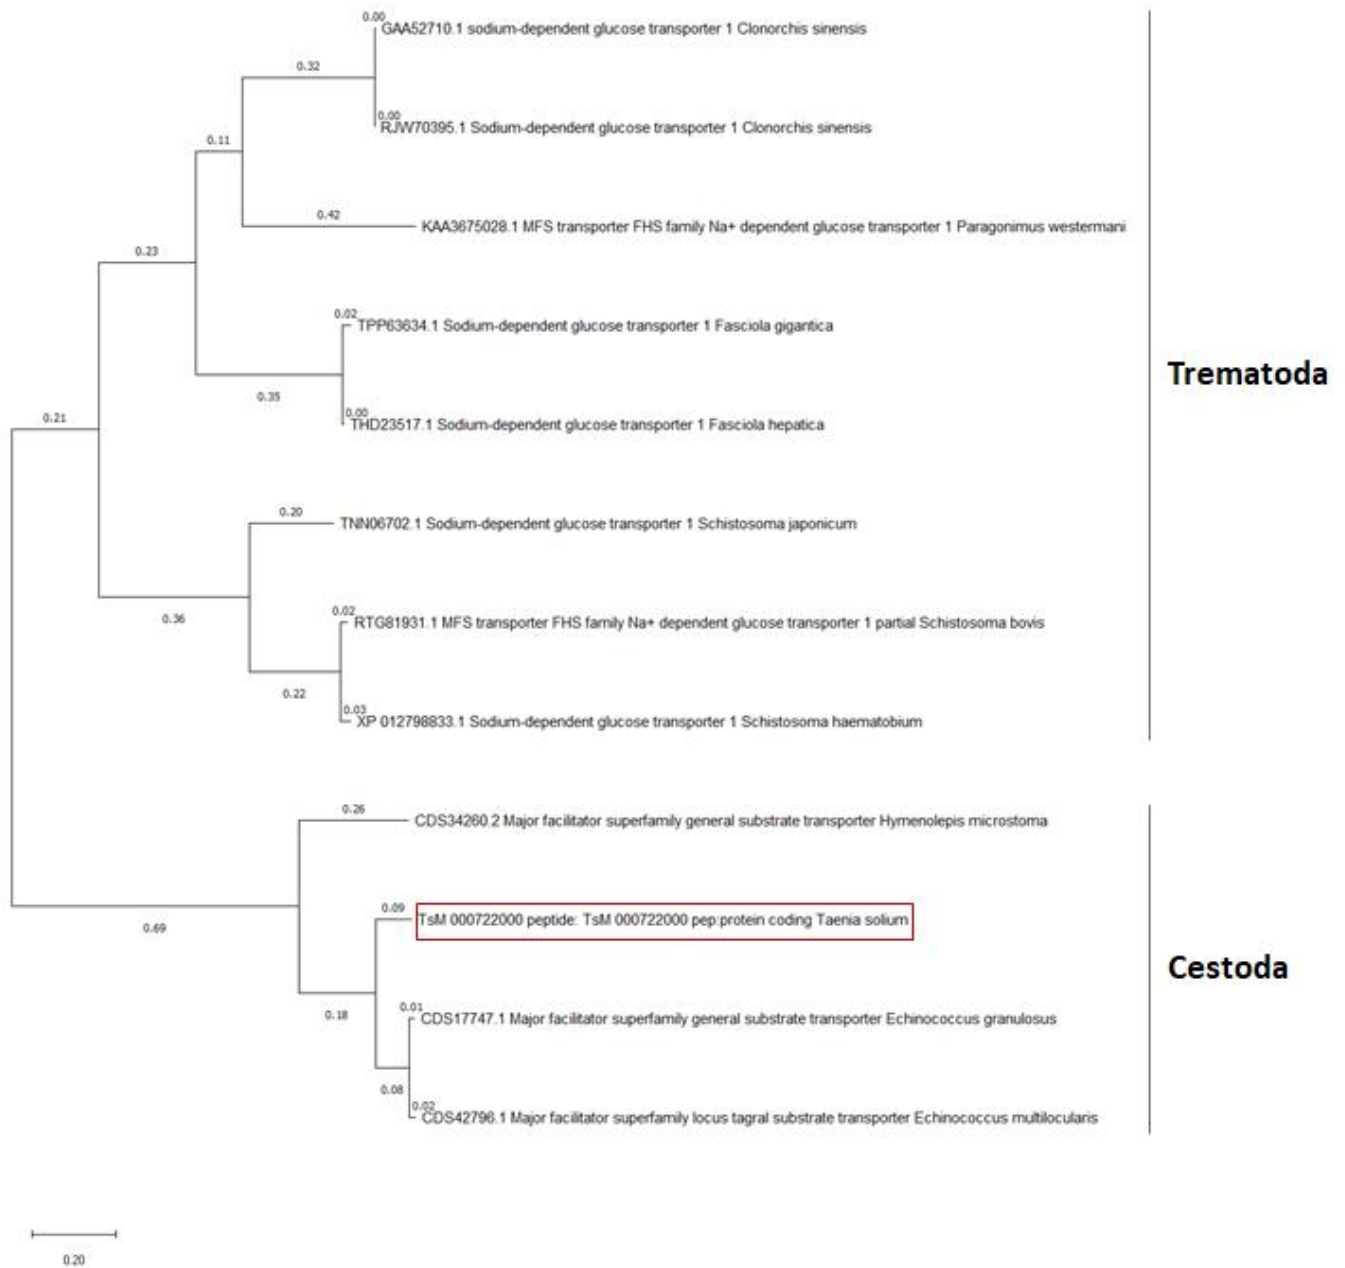 0.00
GAA52710.1 sodium-dependent glucose transporter 1 Clonorchis sinensis
0.32
0.00
RJW70395.1 Sodium-dependent glucose transporter 1 Clonorchis sinensis
0.11
0.42
KAA3675028.1 MFS transporter FHS family Na+ dependent glucose transporter 1 Paragonimus westermani
0.23
0.02
TPP63634.1 Sodium-dependent glucose transporter 1 Fasciola gigantica
Trematoda
0.35
0.00
THD23517.1 Sodium-dependent glucose transporter 1 Fasciola hepatica
0.21
0.20
TNN06702.1 Sodium-dependent glucose transporter 1 Schistosoma japonicum
0.36
0.02
RTG81931.1 MFS transporter FHS family Na+ dependent glucose transporter 1 partial Schistosoma bovis
0.22
0.03
XP 012798833.1 Sodium-dependent glucose transporter 1 Schistosoma haematobium
0.26
CDS34260.2 Major facilitator superfamily general substrate transporter Hymenolepis microstoma
0.69
0.09
TsM 000722000 peptide: TsM 000722000 pep:protein coding Taenia solium
Cestoda
0.18
0.01
CDS17747.1 Major facilitator superfamily general substrate transporter Echinococcus granulosus
0.08
0.02
CDS42796.1 Major facilitator superfamily locus tagral substrate transporter Echinococcus multilocularis
0.20